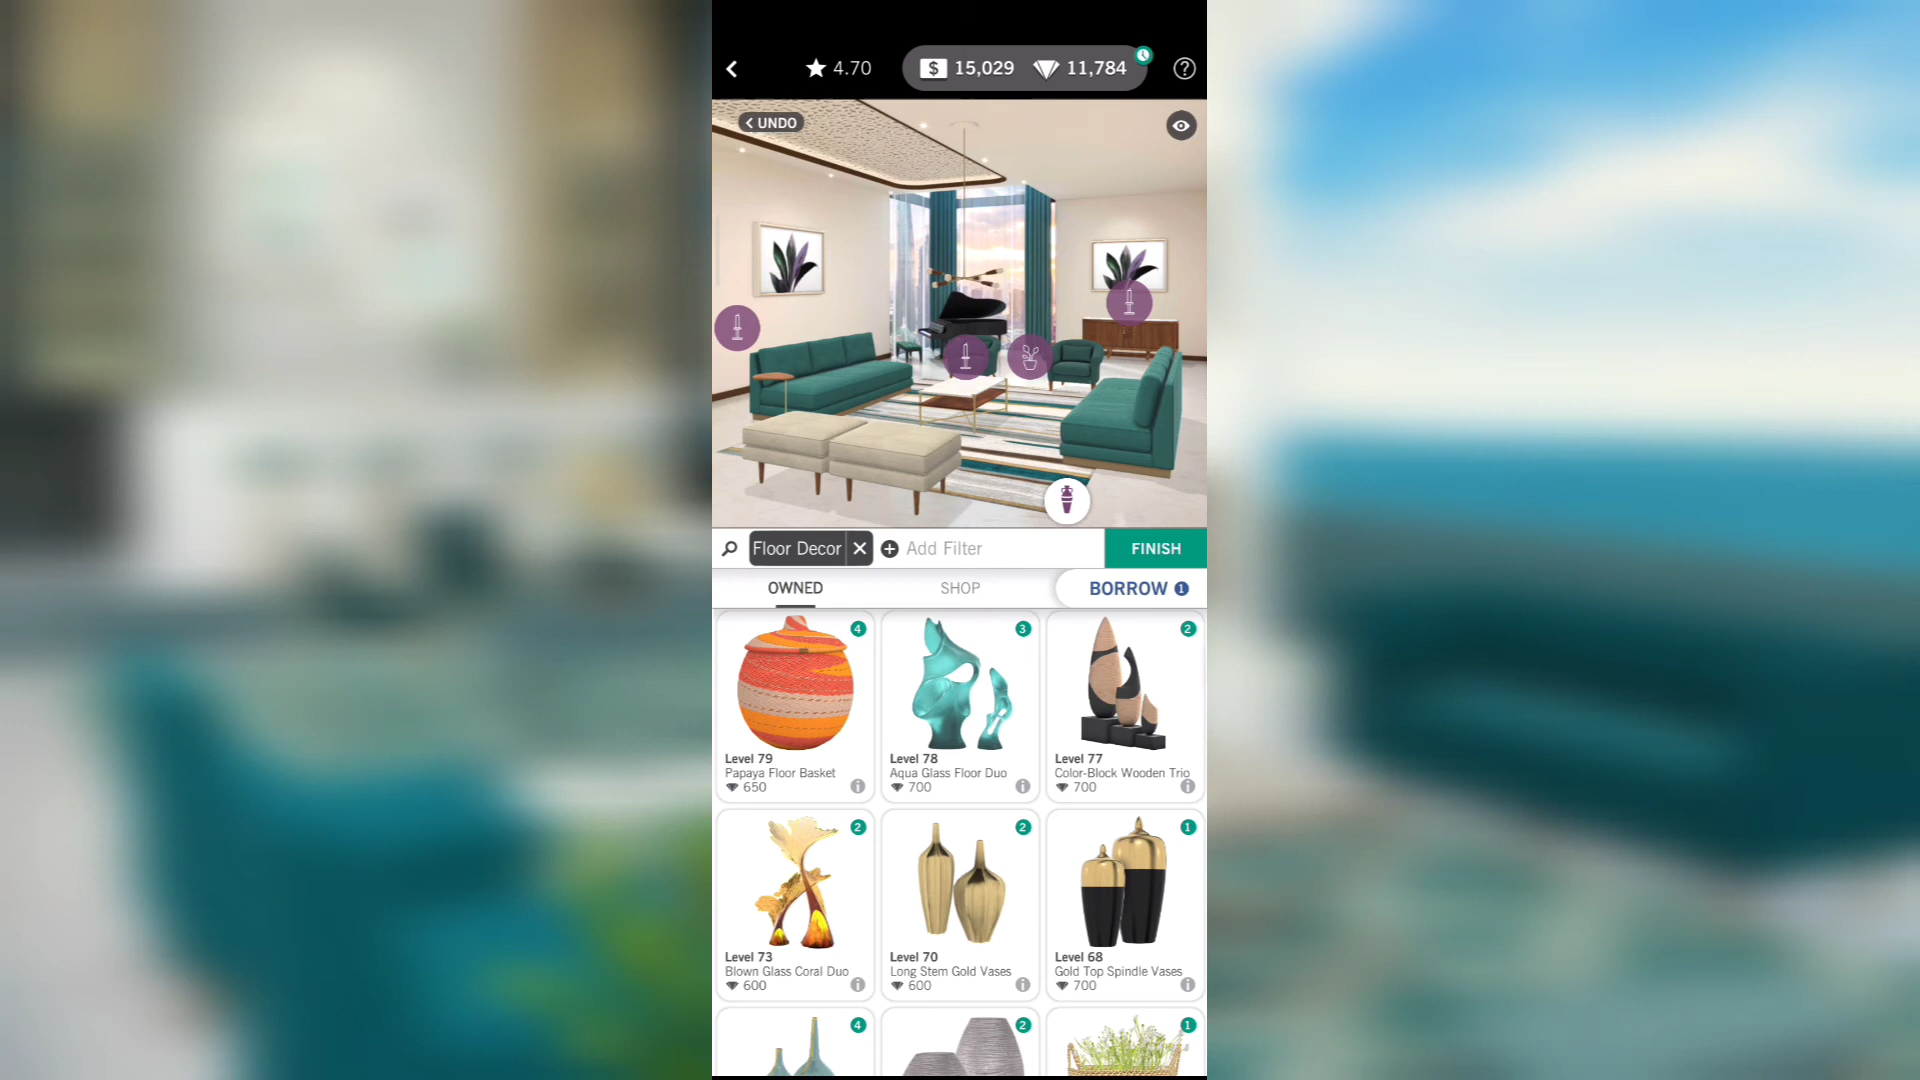 4.70
$ 15,029
11,784
?
UNDO
Floor Decor
Add Filter
FINISH
OWNED
SHOP
BORROW 1
4
3
2
Level 79
Papaya Floor Basket
650
Level 78
Aqua Glass Floor Duo
700
Level 77
Color-Block Wooden Trio
700
2
2
1
Level 73
Blown Glass Coral Duo
600
Level 70
Long Stem Gold Vases
600
Level 68
Gold Top Spindle Vases
700
4
2
1